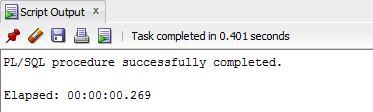 Script Output ×
Task completed in 0.401 seconds
PL/SQL procedure successfully completed.
Elapsed: 00:00:00.269